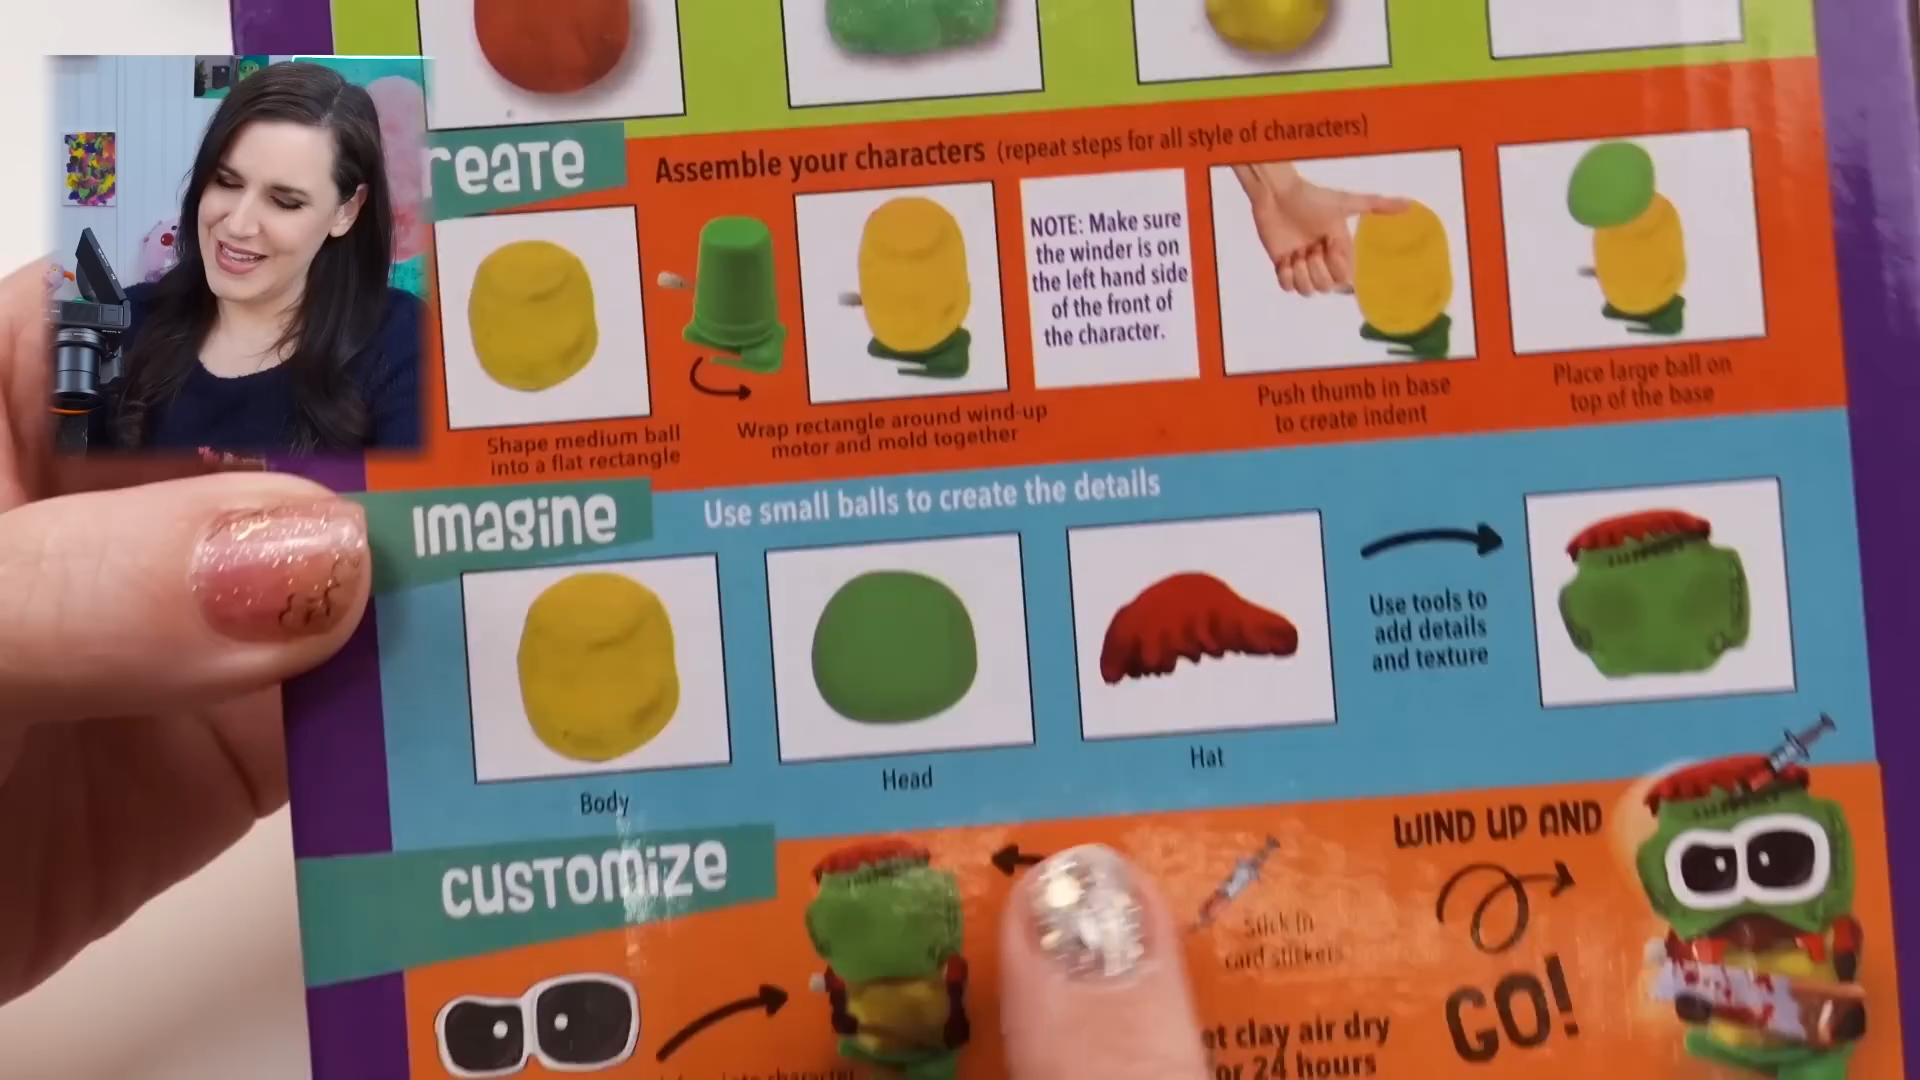 reate
Assemble your characters (repeat steps for all style of characters)
NOTE: Make sure
the winder is on
the left hand side
of the front of
the character.
Shape medium ball
into a flat rectangle
Wrap rectangle around wind-up
motor and mold together
Push thumb in base
to create indent
Place large ball on
top of the base
Imagine
Use small balls to create the details
Use tools to
add details
and texture
Body
Head
Hat
CUSTOMIZE
Stick in
card stickers
et clay air dry
or 24 hours
WIND UP AND
GO!